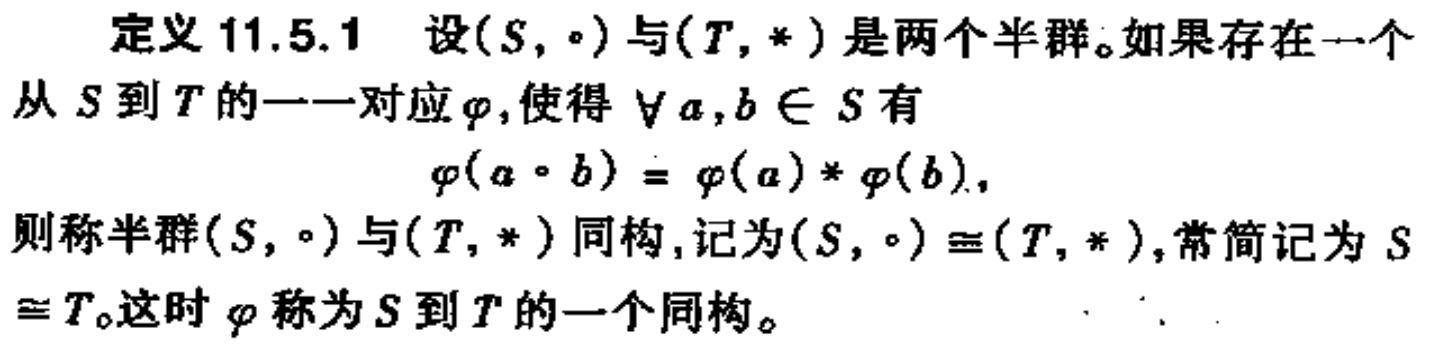 定义 11.5.1 设(S, ∘)与(T, *)是两个半群。如果存在一个
从 S 到 T 的一一对应 φ,使得 ∀ a,b ∈ S 有
φ(a ∘ b) = φ(a) * φ(b),
则称半群(S, ∘)与(T, *)同构,记为(S, ∘) ≅ (T, *),常简记为 S
≅ T。这时 φ 称为 S 到 T 的一个同构。